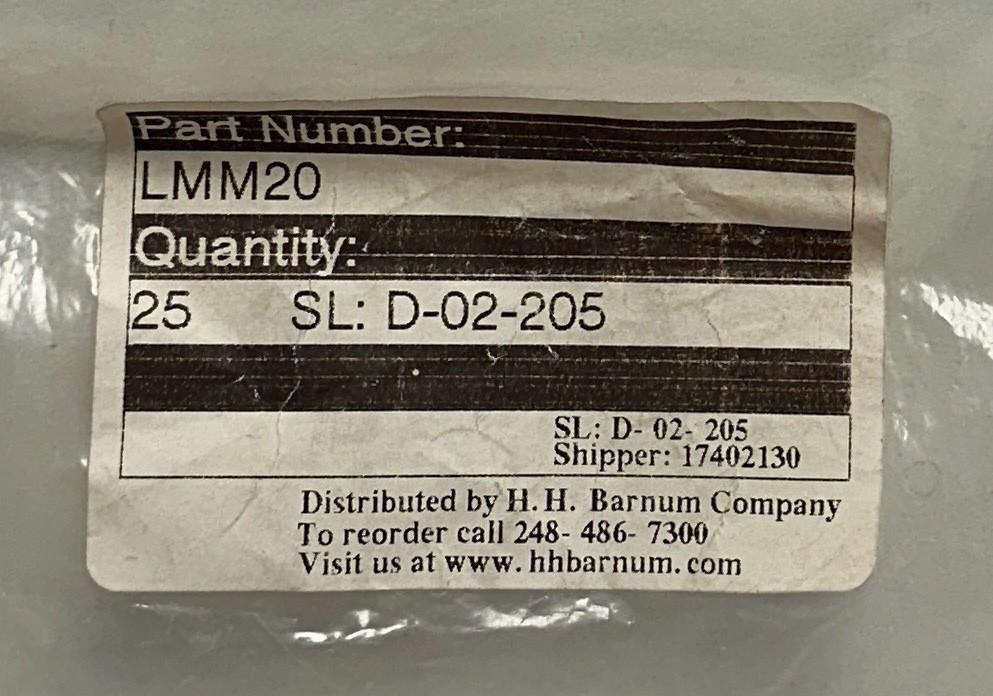 Part Number:
LMM20
Quantity:
25 SL: D-02-205
SL: D- 02- 205
Shipper: 17402130
Distributed by H. H. Barnum Company
To reorder call 248- 486- 7300
Visit us at www. hhbarnum. com